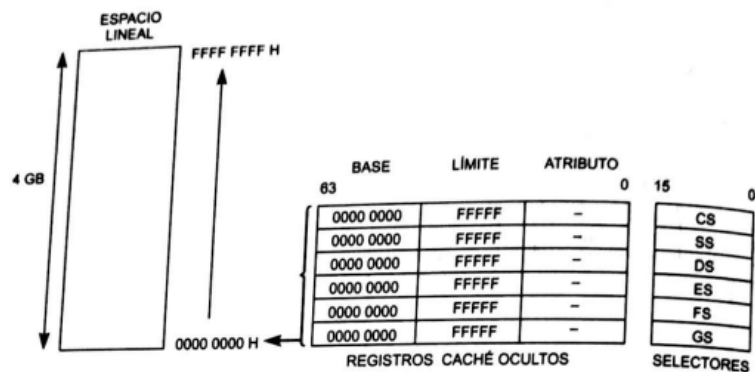 ESPACIO
LINEAL
FFFF FFFF H
4 GB
0000 0000 H
BASE LÍMITE ATRIBUTO
63 0 15 0
0000 0000 FFFFF – CS
0000 0000 FFFFF – SS
0000 0000 FFFFF – DS
0000 0000 FFFFF – ES
0000 0000 FFFFF – FS
0000 0000 FFFFF – GS
REGISTROS CACHÉ OCULTOS SELECTORES